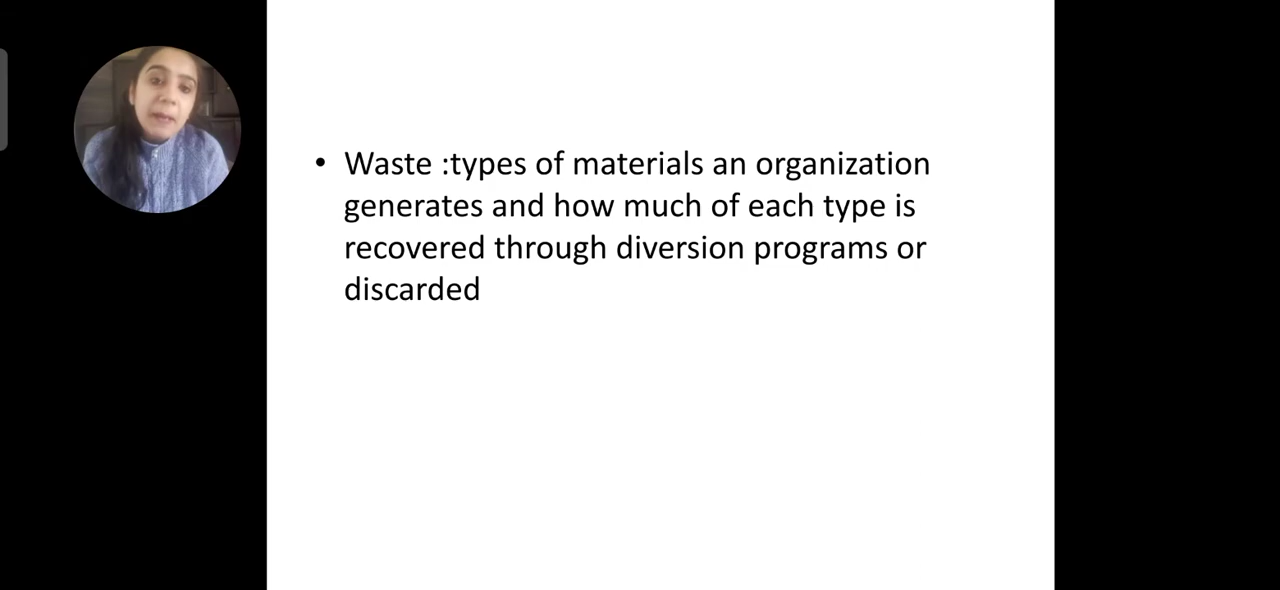 • Waste :types of materials an organization
generates and how much of each type is
recovered through diversion programs or
discarded